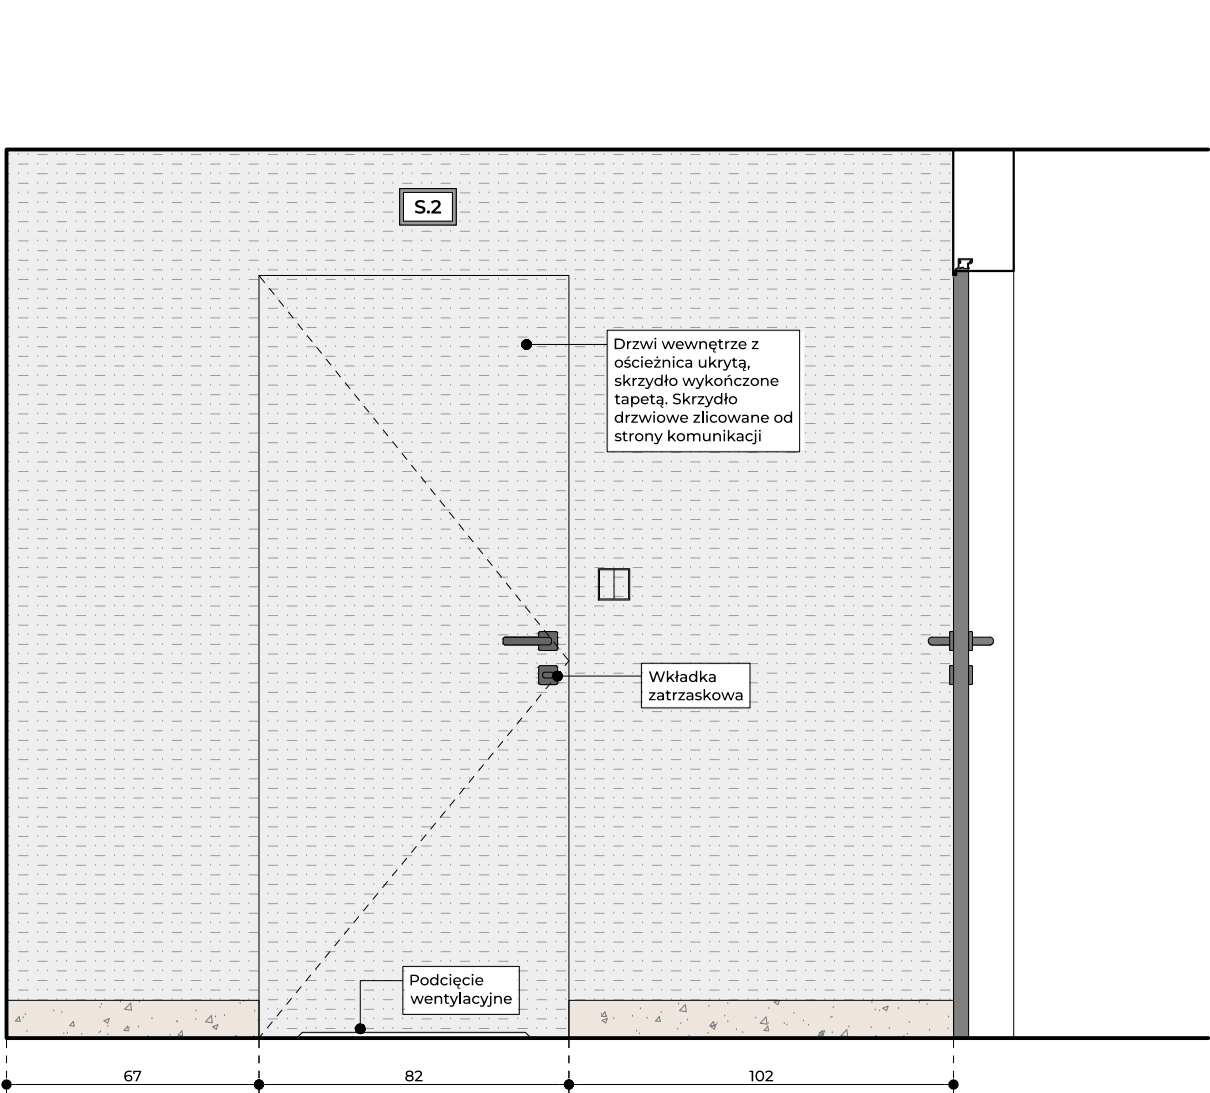 S.2
Drzwi wewnętrze z
ościeżnica ukrytą,
skrzydło wykończone
tapetą. Skrzydło
drzwiowe zlicowane od
strony komunikacji
Wkładka
zatrzaskowa
Podcięcie
wentylacyjne
67
82
102